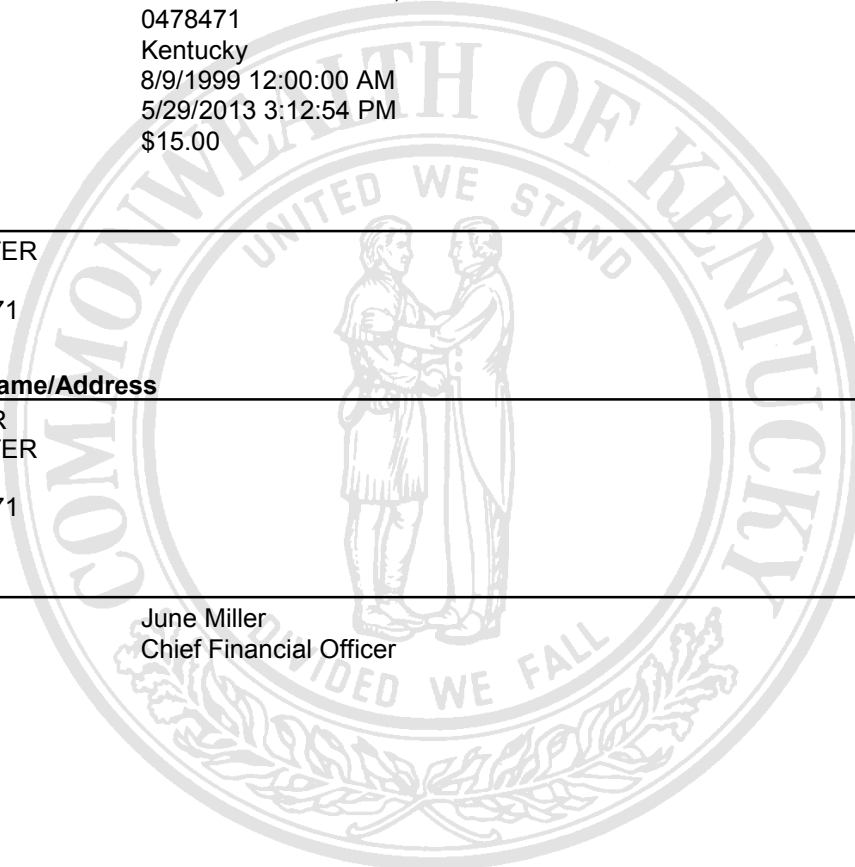 0478471
Kentucky
8/9/1999 12:00:00 AM
5/29/2013 3:12:54 PM
$15.00
ER
71
ame/Address
R
ER
71
June Miller
Chief Financial Officer
COMMONWEALTH OF KENTUCKY
UNITED WE STAND
DIVIDED WE FALL